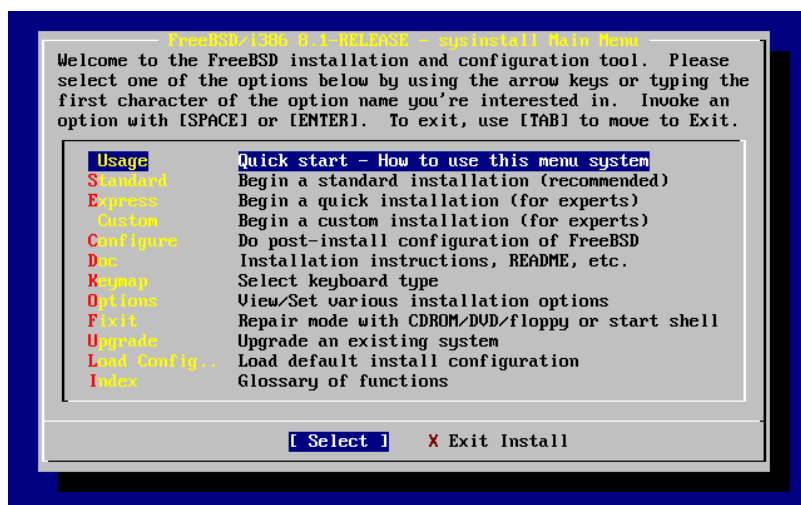 FreeBSD/i386 8.1-RELEASE - sysinstall Main Menu
Welcome to the FreeBSD installation and configuration tool.  Please
select one of the options below by using the arrow keys or typing the
first character of the option name you're interested in.  Invoke an
option with [SPACE] or [ENTER].  To exit, use [TAB] to move to Exit.
Usage Quick start - How to use this menu system
Standard Begin a standard installation (recommended)
Express Begin a quick installation (for experts)
Custom Begin a custom installation (for experts)
Configure Do post-install configuration of FreeBSD
Doc Installation instructions, README, etc.
Keymap Select keyboard type
Options View/Set various installation options
Fixit Repair mode with CDROM/DVD/floppy or start shell
Upgrade Upgrade an existing system
Load Config.. Load default install configuration
Index Glossary of functions
[ Select ] X Exit Install